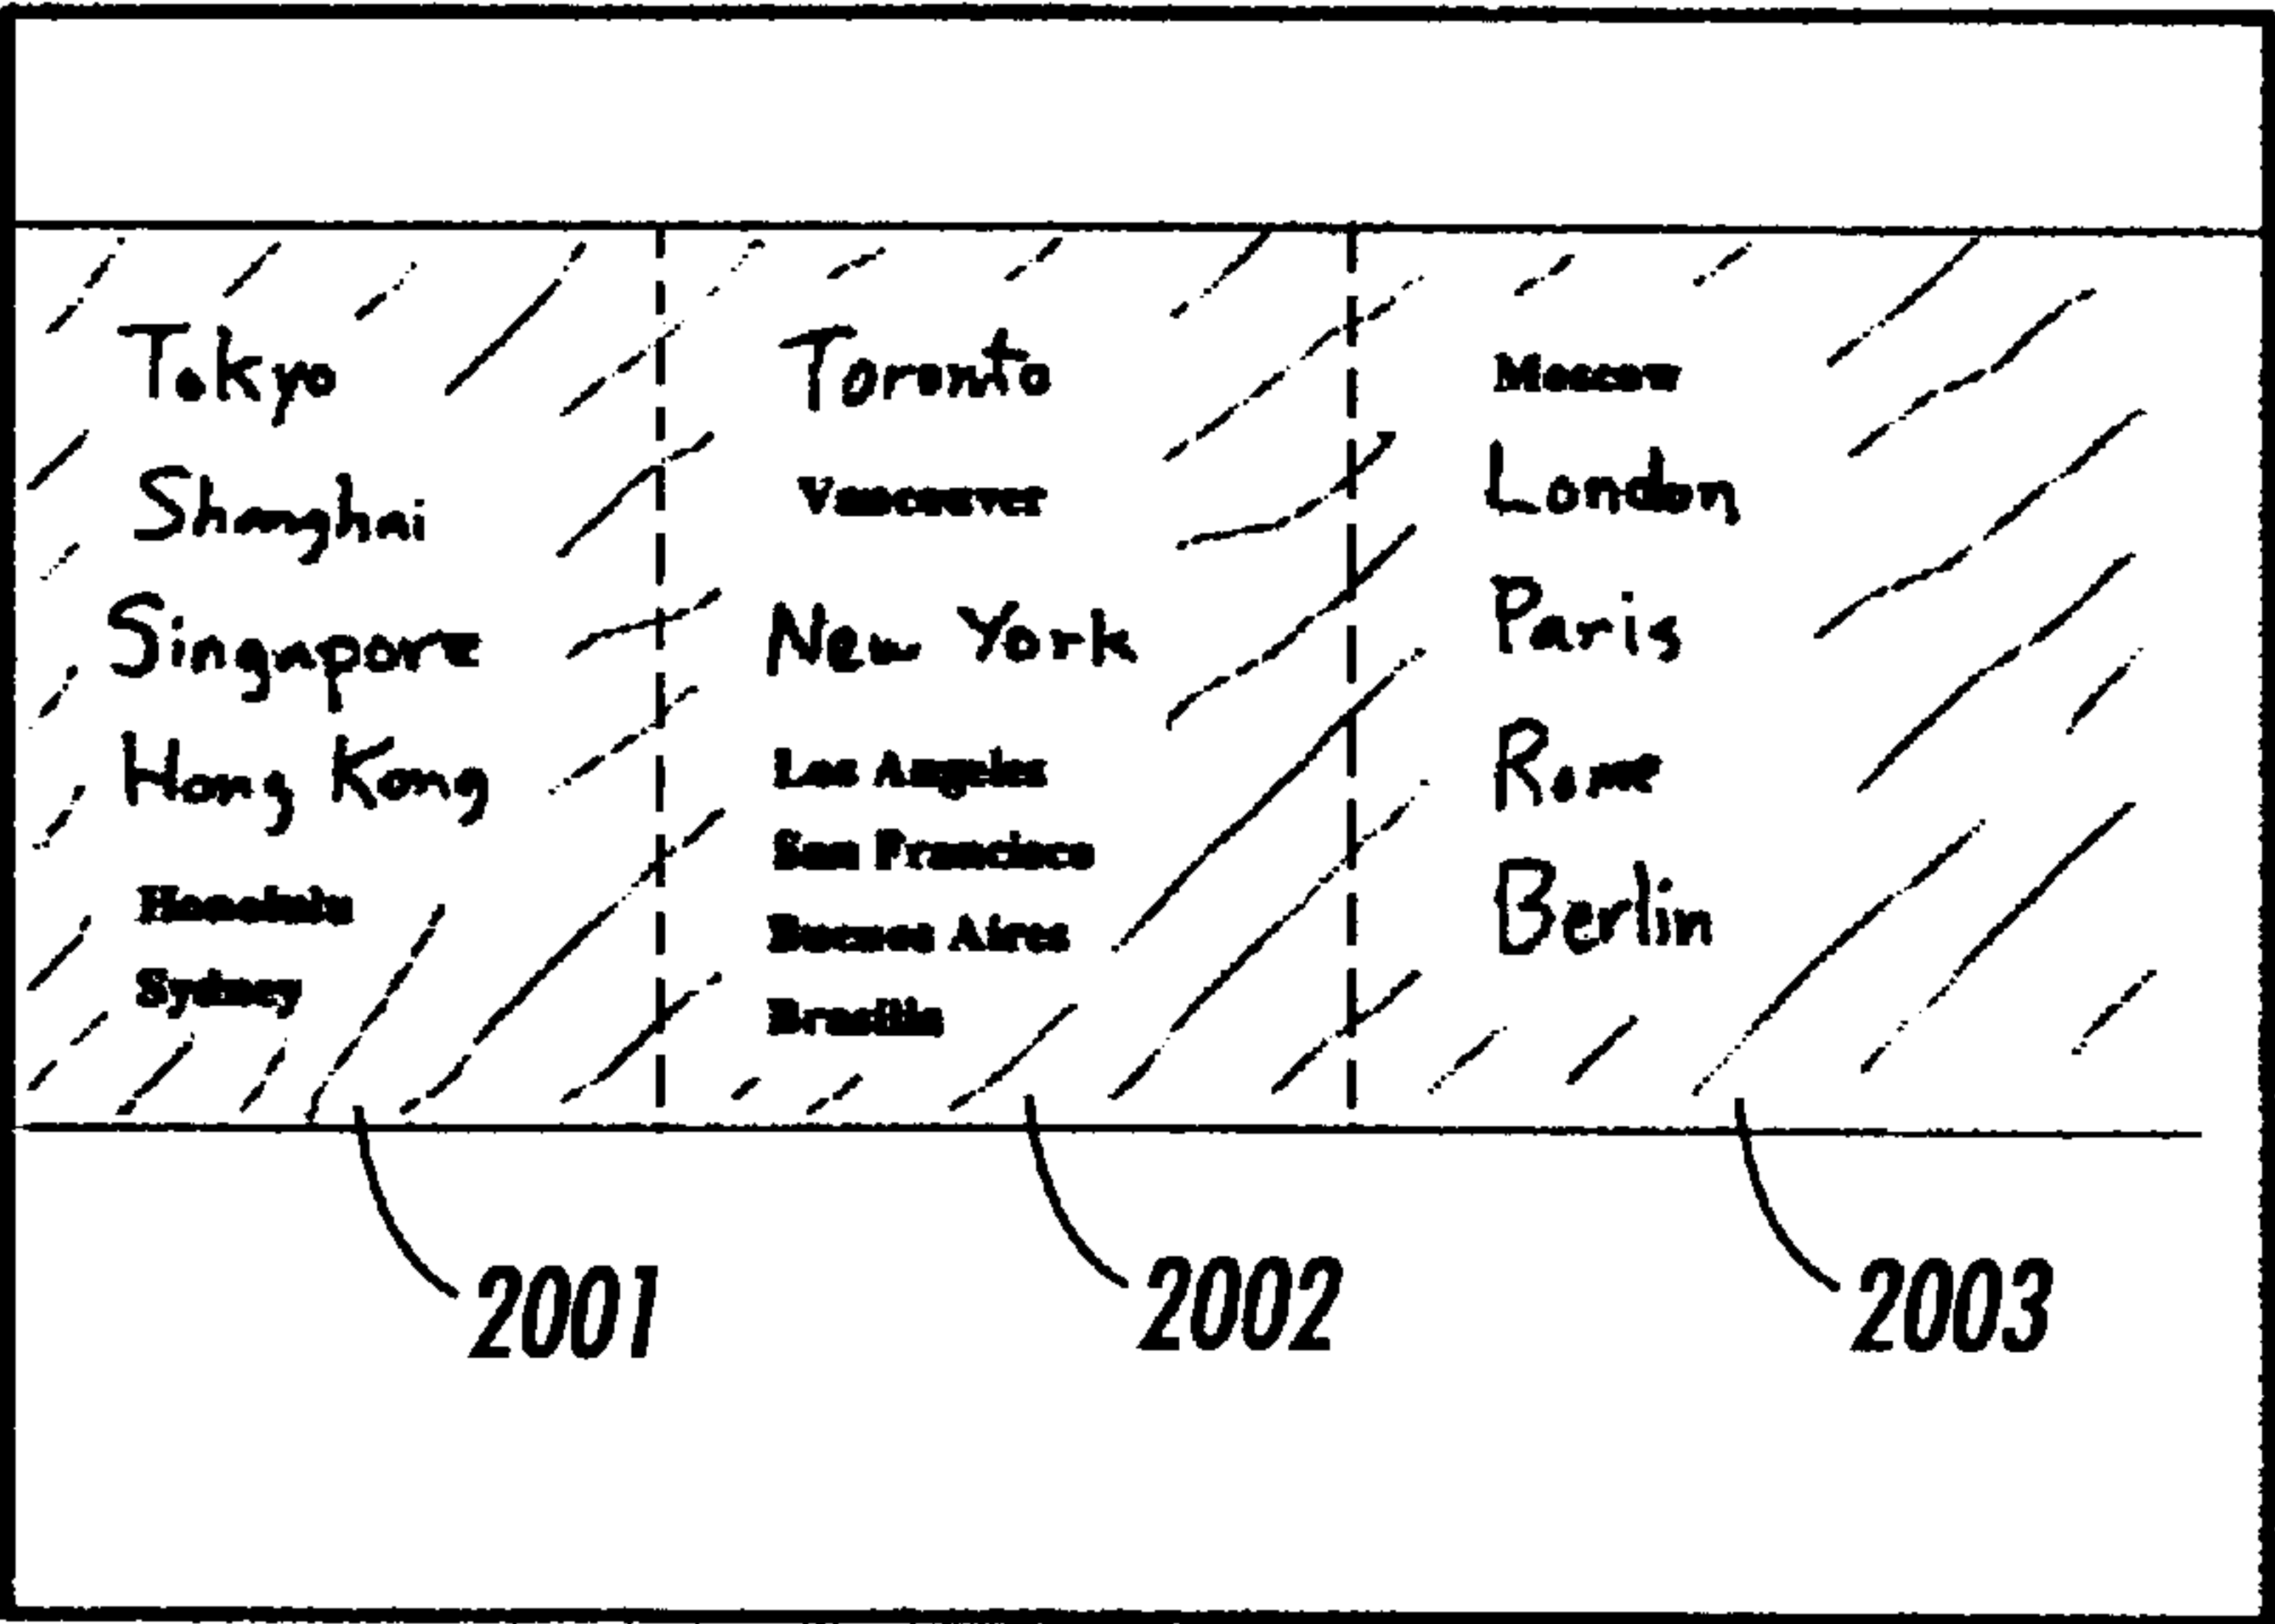 Tokyo
Shanghai
Singapore
Hong Kong
Honolulu
Sydney
Toronto
Vancouver
New York
Los Angeles
San Francisco
Buenos Aires
Brasilia
Moscow
London
Paris
Rome
Berlin
2001
2002
2003